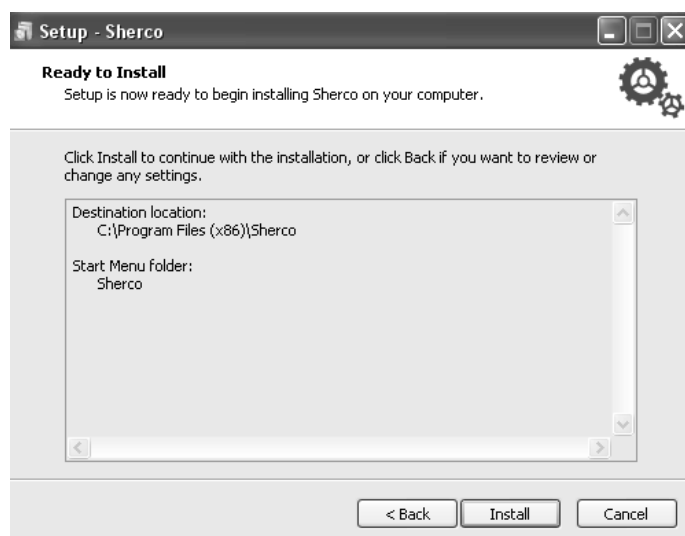 Setup - Sherco
Ready to Install
Setup is now ready to begin installing Sherco on your computer.
Click Install to continue with the installation, or click Back if you want to review or
change any settings.
Destination location:
C:\Program Files (x86)\Sherco
Start Menu folder:
Sherco
< Back
Install
Cancel